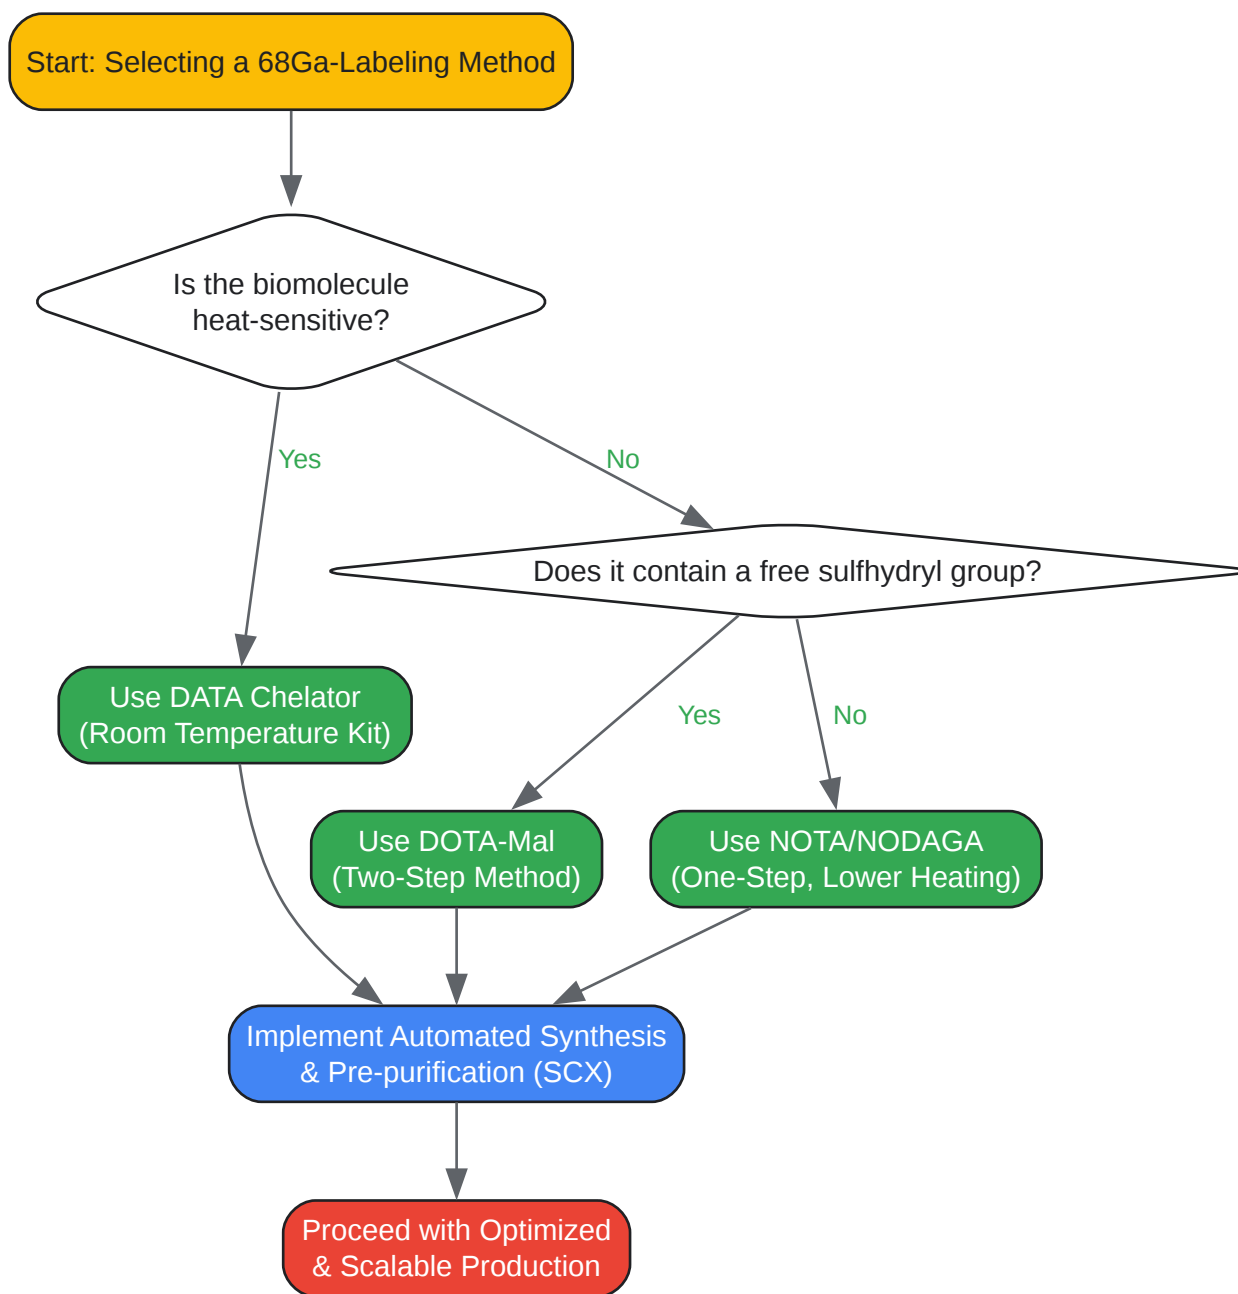 Start: Selecting a 68Ga-Labeling Method
Is the biomolecule
heat-sensitive?
Yes
No
Does it contain a free sulfhydryl group?
Use DATA Chelator
(Room Temperature Kit)
Yes
No
Use DOTA-Mal
(Two-Step Method)
Use NOTA/NODAGA
(One-Step, Lower Heating)
Implement Automated Synthesis
& Pre-purification (SCX)
Proceed with Optimized
& Scalable Production